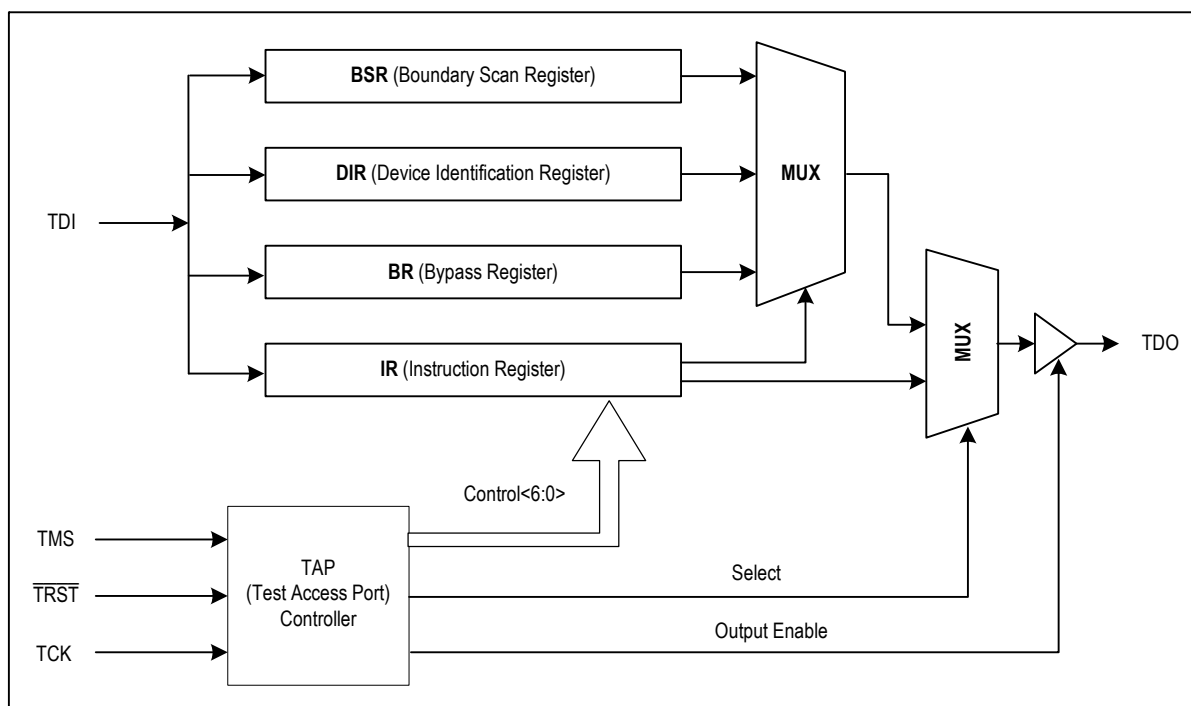 BSR (Boundary Scan Register)
DIR (Device Identification Register)
MUX
TDI
BR (Bypass Register)
MUX
TDO
IR (Instruction Register)
Control<6:0>
TMS
TAP
(Test Access Port)
Controller
Select
TRST
Output Enable
TCK